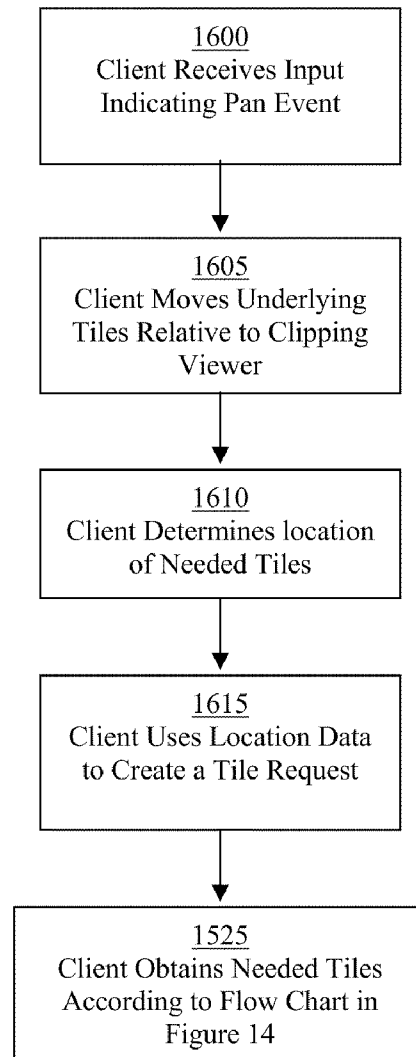 1600
Client Receives Input
Indicating Pan Event
1605
Client Moves Underlying
Tiles Relative to Clipping
Viewer
1610
Client Determines location
of Needed Tiles
1615
Client Uses Location Data
to Create a Tile Request
1525
Client Obtains Needed Tiles
According to Flow Chart in
Figure 14